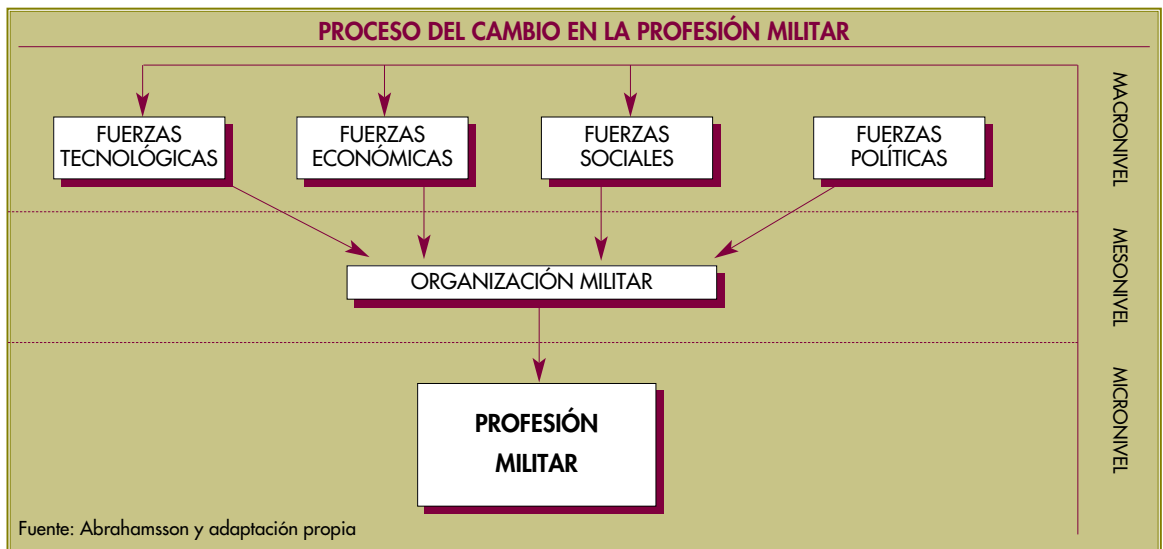 PROCESO DEL CAMBIO EN LA PROFESIÓN MILITAR
MACRONIVEL
FUERZAS
TECNOLÓGICAS
FUERZAS
ECONÓMICAS
FUERZAS
SOCIALES
FUERZAS
POLÍTICAS
MESONIVEL
ORGANIZACIÓN MILITAR
MICRONIVEL
PROFESIÓN
MILITAR
Fuente: Abrahamsson y adaptación propia